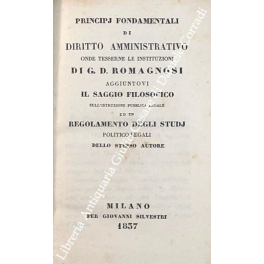 PRINCIPJ FONDAMENTALI
DI
DIRITTO AMMINISTRATIVO
ONDE TESSERNE LE INSTITUZIONI
DI G. D. ROMAGNOSI
AGGIUNTOVI
IL SAGGIO FILOSOFICO
SULL'ISTRUZIONE PUBBLICA LEGALE
ED IN
REGOLAMENTO DEGLI STUDJ
POLITICO-LEGALI
DELLO STESSO AUTORE
MILANO
PER GIOVANNI SILVESTRI
1837